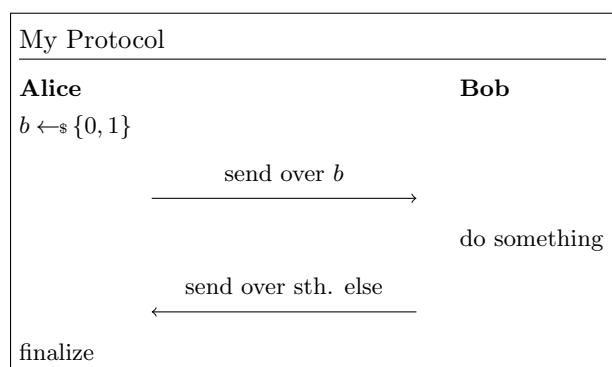 My Protocol
Alice Bob
b ←$ {0, 1}
send over b
do something
send over sth. else
finalize